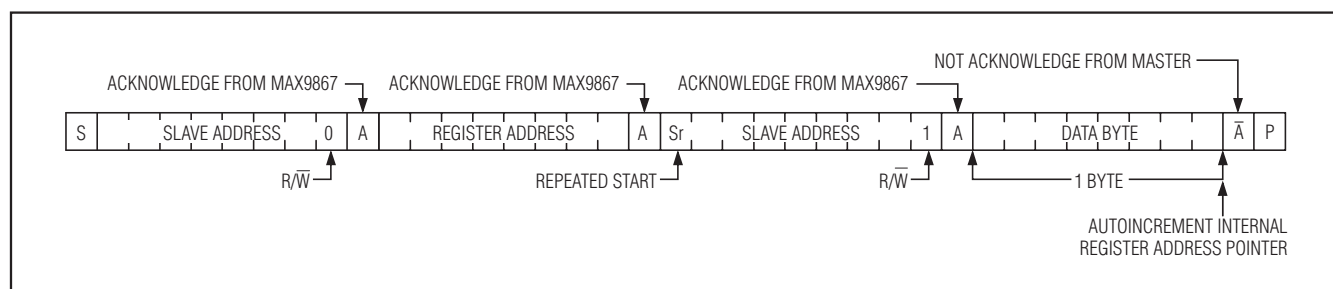 NOT ACKNOWLEDGE FROM MASTER
ACKNOWLEDGE FROM MAX9867 ACKNOWLEDGE FROM MAX9867 ACKNOWLEDGE FROM MAX9867
S SLAVE ADDRESS 0 A REGISTER ADDRESS A Sr SLAVE ADDRESS 1 A DATA BYTE A̅ P
R/W̅ REPEATED START R/W̅ 1 BYTE
AUTOINCREMENT INTERNAL
REGISTER ADDRESS POINTER